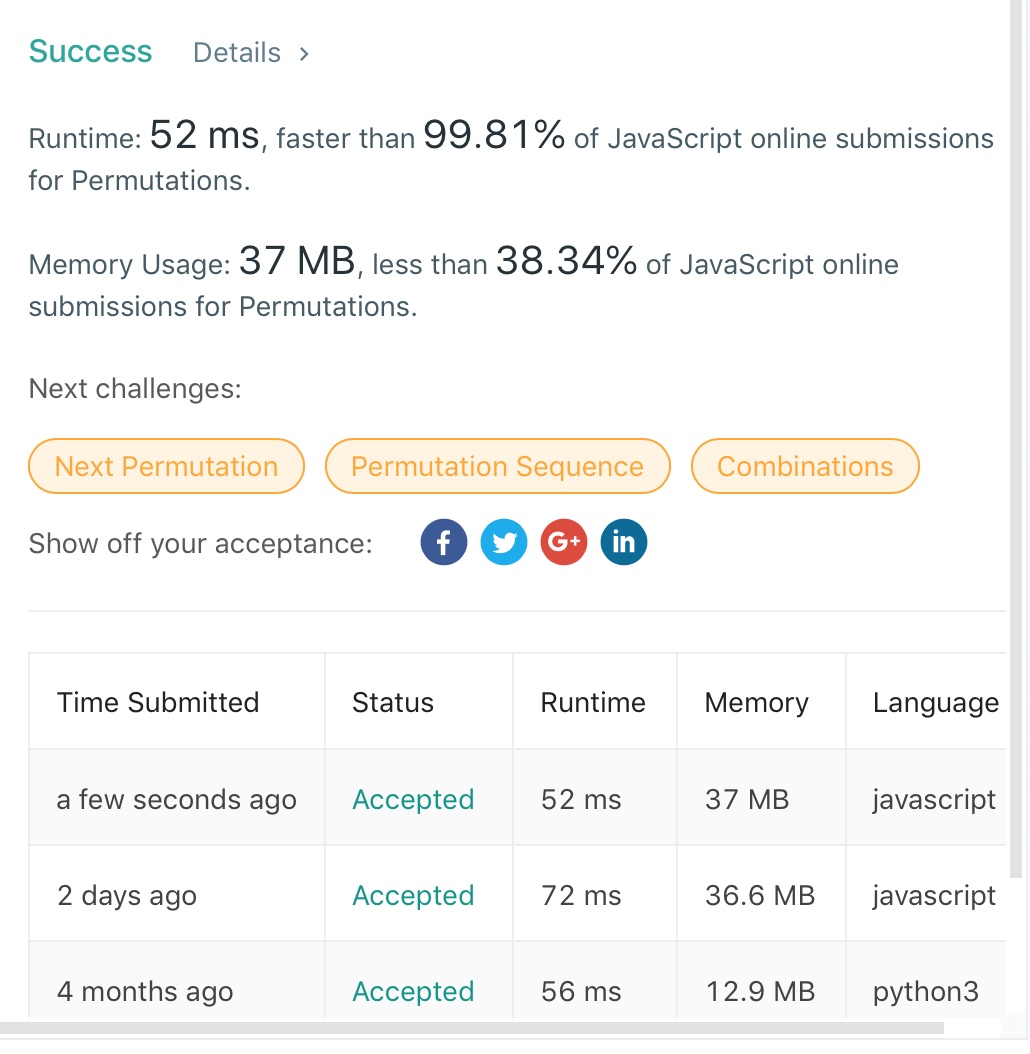 Success Details >
Runtime: 52 ms, faster than 99.81% of JavaScript online submissions
for Permutations.
Memory Usage: 37 MB, less than 38.34% of JavaScript online
submissions for Permutations.
Next challenges:
Next Permutation Permutation Sequence Combinations
Show off your acceptance: f G+ in
Time Submitted Status Runtime Memory Language
a few seconds ago Accepted 52 ms 37 MB javascript
2 days ago Accepted 72 ms 36.6 MB javascript
4 months ago Accepted 56 ms 12.9 MB python3